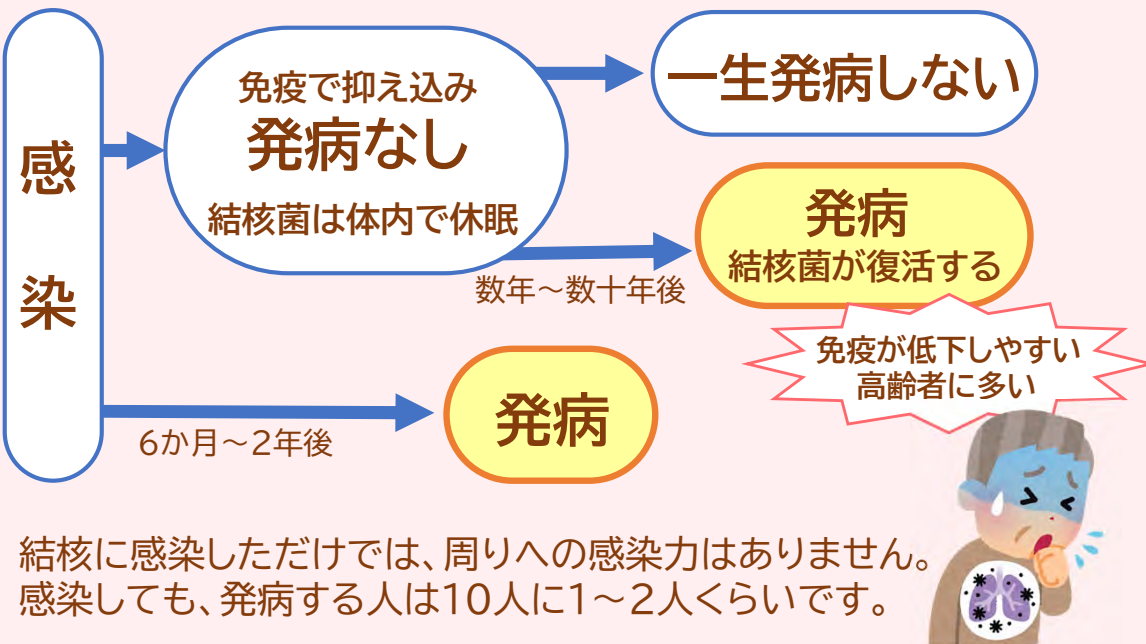 感染
免疫で抑え込み
発病なし
結核菌は体内で休眠
一生発病しない
数年～数十年後
発病
結核菌が復活する
免疫が低下しやすい
高齢者に多い
6か月～2年後
発病
結核に感染しただけでは、周りへの感染力はありません。
感染しても、発病する人は10人に1～2人くらいです。